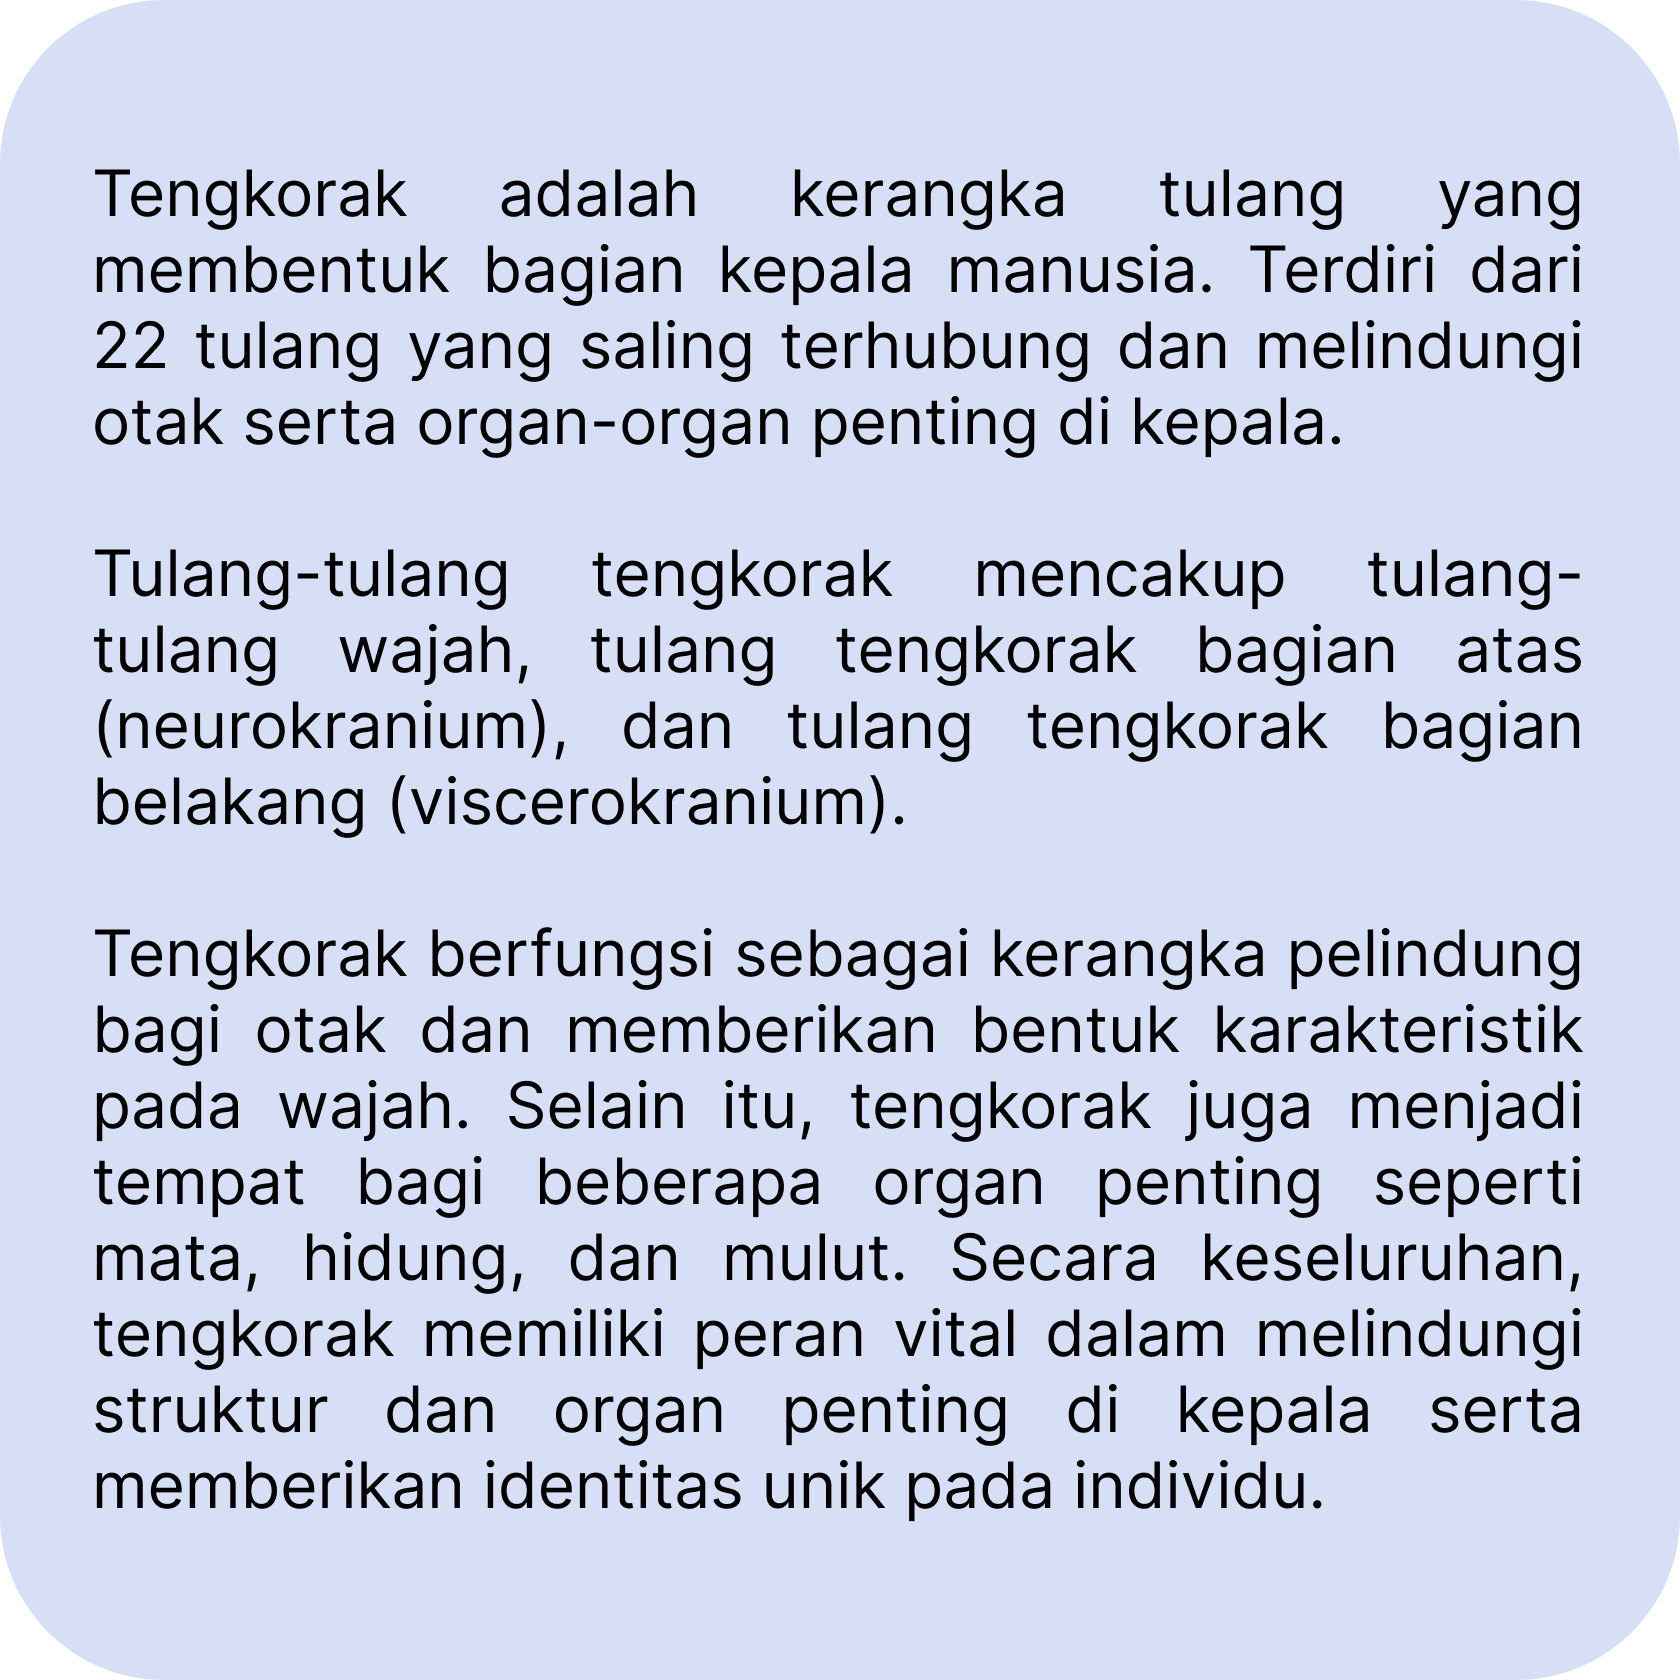 Tengkorak adalah kerangka tulang yang
membentuk bagian kepala manusia. Terdiri dari
22 tulang yang saling terhubung dan melindungi
otak serta organ-organ penting di kepala.
Tulang-tulang tengkorak mencakup tulang-
tulang wajah, tulang tengkorak bagian atas
(neurokranium), dan tulang tengkorak bagian
belakang (viscerokranium).
Tengkorak berfungsi sebagai kerangka pelindung
bagi otak dan memberikan bentuk karakteristik
pada wajah. Selain itu, tengkorak juga menjadi
tempat bagi beberapa organ penting seperti
mata, hidung, dan mulut. Secara keseluruhan,
tengkorak memiliki peran vital dalam melindungi
struktur dan organ penting di kepala serta
memberikan identitas unik pada individu.